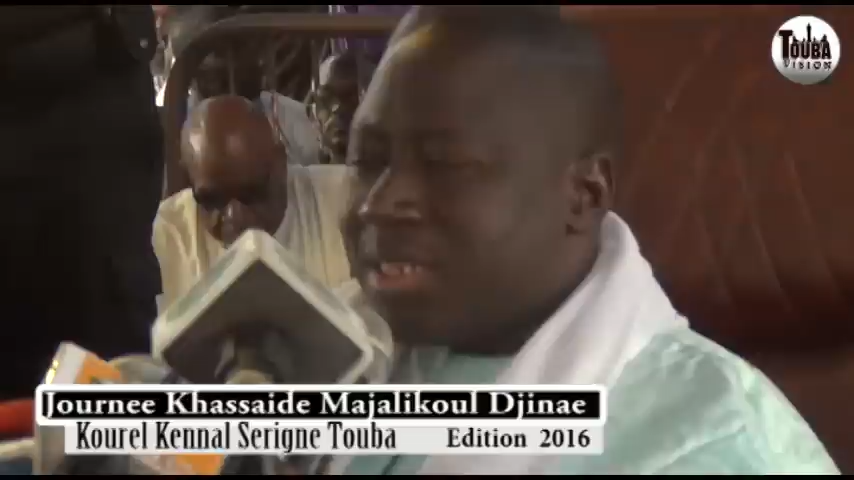 TOUBA
VISION
Journee Khassaide Majalikoul Djinae
Kourel Kennal Serigne Touba Edition 2016